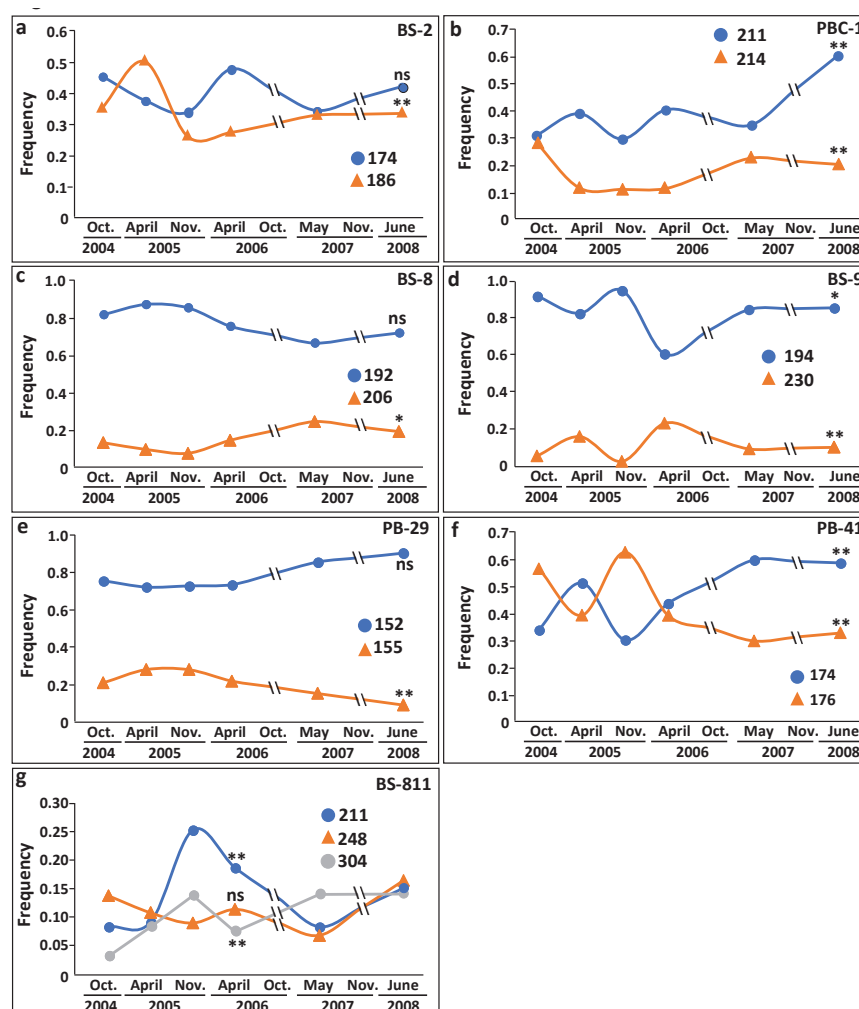 a
BS-2
0.6
0.5
0.4
0.3
0.2
0.1
0
Frequency
ns
**
174
186
Oct. April Nov. April Oct. May Nov. June
2004 2005 2006 2007 2008
b
PBC-1
0.7
0.6
0.5
0.4
0.3
0.2
0.1
0
Frequency
211
214
**
**
Oct. April Nov. April Oct. May Nov. June
2004 2005 2006 2007 2008
c
BS-8
1.0
0.8
0.6
0.4
0.2
0
Frequency
ns
192
206
*
Oct. April Nov. April Oct. May Nov. June
2004 2005 2006 2007 2008
d
BS-9
1.0
0.8
0.6
0.4
0.2
0
Frequency
*
194
230
**
Oct. April Nov. April Oct. May Nov. June
2004 2005 2006 2007 2008
e
PB-29
1.0
0.8
0.6
0.4
0.2
0
Frequency
ns
152
155
**
Oct. April Nov. April Oct. May Nov. June
2004 2005 2006 2007 2008
f
PB-41
0.7
0.6
0.5
0.4
0.3
0.2
0.1
0
Frequency
**
**
174
176
Oct. April Nov. April Oct. May Nov. June
2004 2005 2006 2007 2008
g
BS-811
0.30
0.25
0.20
0.15
0.10
0.05
0
Frequency
211
248
304
**
ns
**
Oct. April Nov. April Oct. May Nov. June
2004 2005 2006 2007 2008